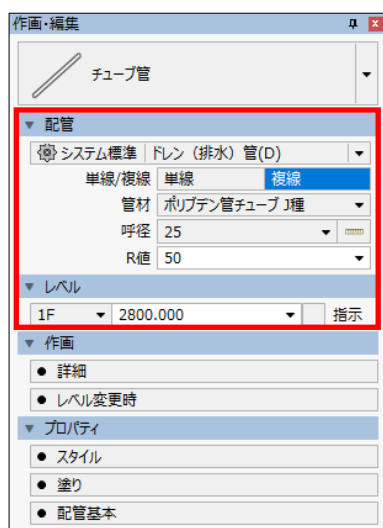 作画・編集
チューブ管
配管
システム標準 ドレン（排水）管(D)
単線/複線 単線 複線
管材 ポリブデン管チューブ J種
呼径 25
R値 50
レベル
1F 2800.000 指示
作画
● 詳細
● レベル変更時
プロパティ
● スタイル
● 塗り
● 配管基本